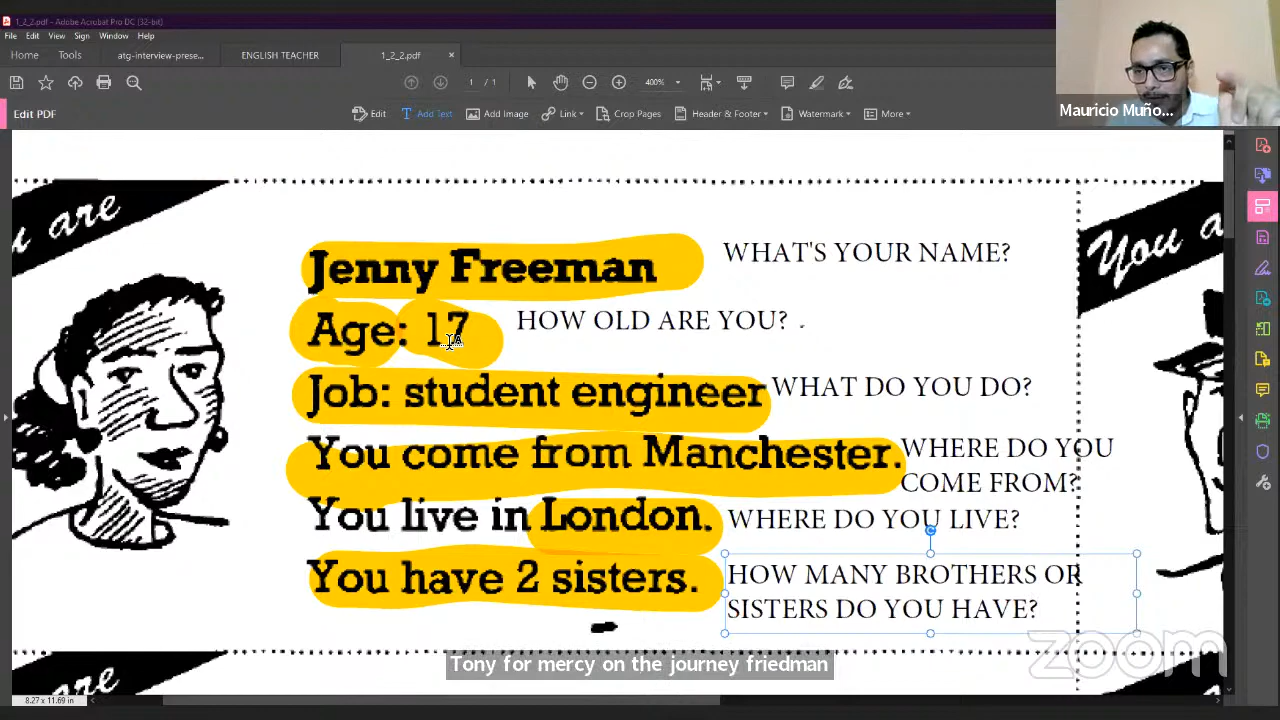 1_2_2.pdf - Adobe Acrobat Pro DC (32-bit)
File Edit View Sign Window Help
Home Tools atg-interview-prese... ENGLISH TEACHER 1_2_2.pdf ×
1 / 1 400%
Edit PDF Edit Add Text Add Image Link Crop Pages Header & Footer Watermark More
Mauricio Muño...
u are
You a
Jenny Freeman WHAT'S YOUR NAME?
Age: 17 HOW OLD ARE YOU? .
Job: student engineer WHAT DO YOU DO?
You come from Manchester. WHERE DO YOU
COME FROM?
You live in London. WHERE DO YOU LIVE?
You have 2 sisters. HOW MANY BROTHERS OR
SISTERS DO YOU HAVE?
zoom
Tony for mercy on the journey friedman
are
8.27 x 11.69 in